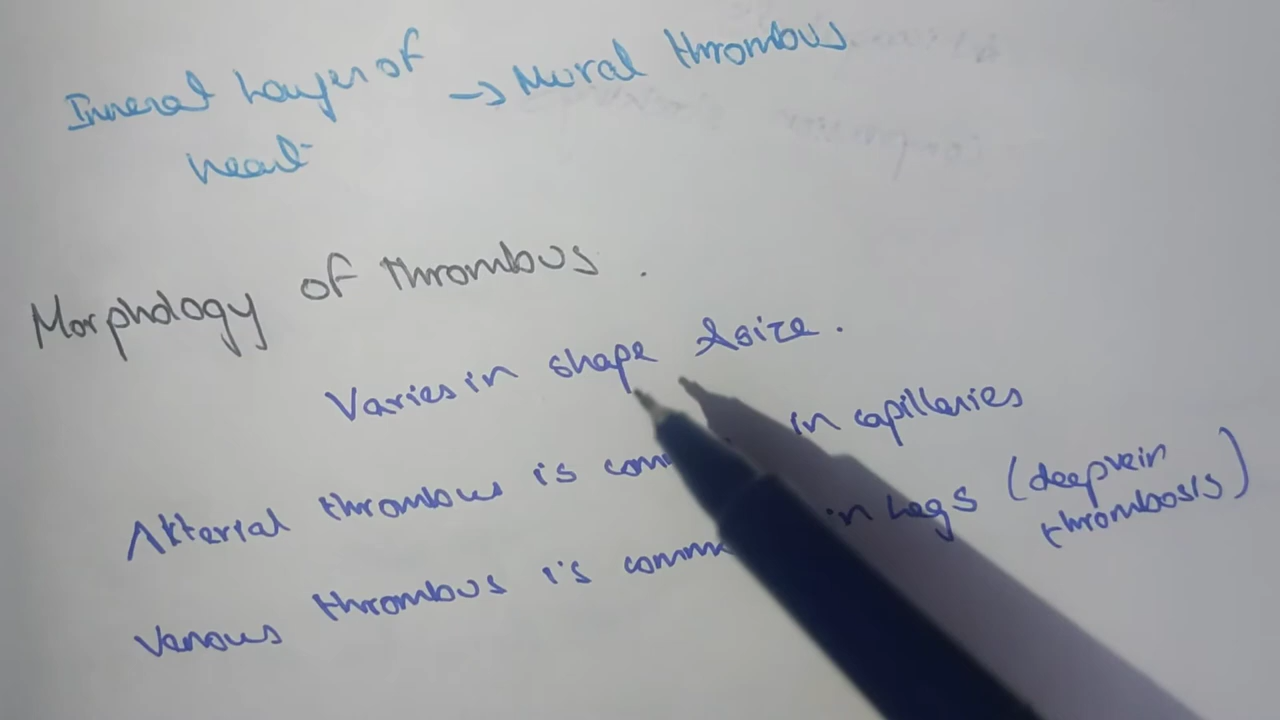 Inneral Layer of → Mural thrombus
heart
Morphology of thrombus.
Varies in shape & size.
Arterial thrombus is comm in capillaries
Venous thrombus is comm in Legs (deep vein
thrombosis)